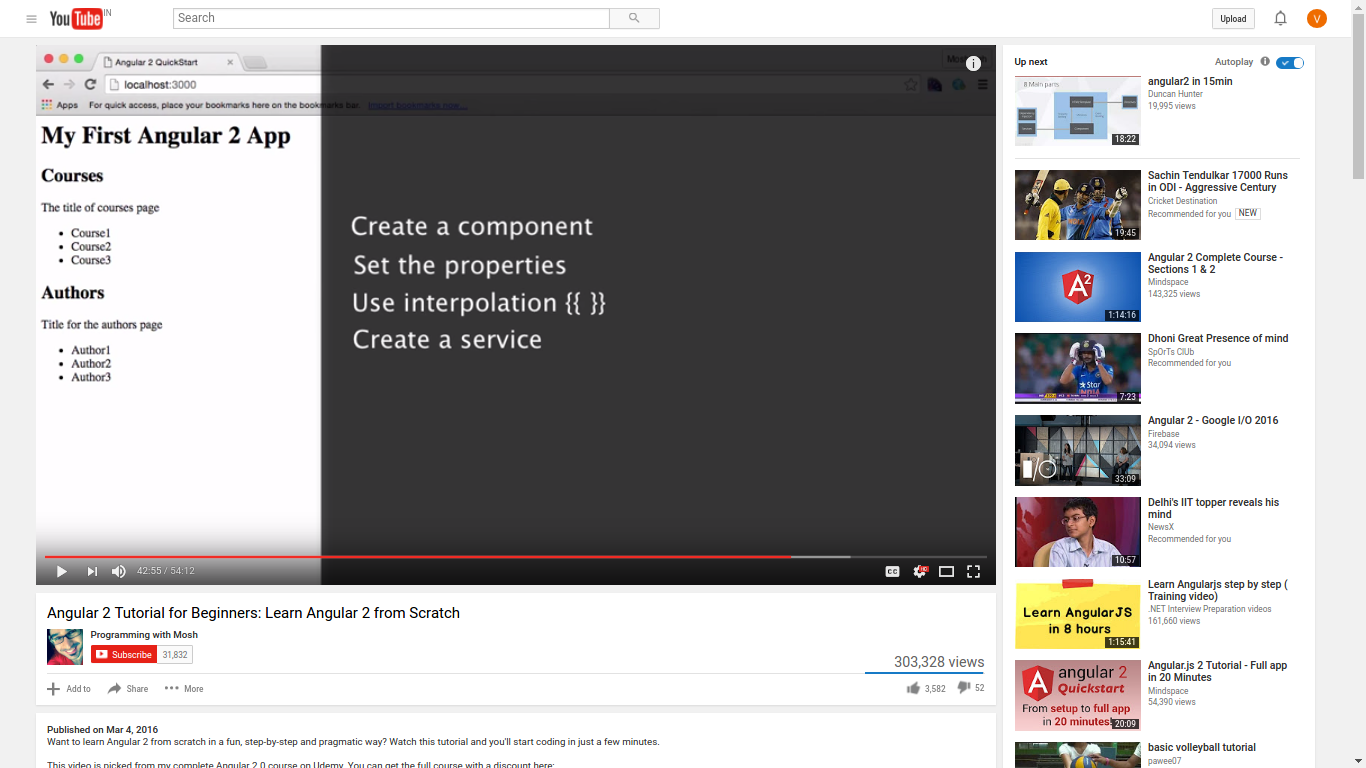 YouTube IN
Search
Upload
V
Angular 2 QuickStart
localhost:3000
Apps For quick access, place your bookmarks here on the bookmarks bar. Import bookmarks now...
My First Angular 2 App
Courses
The title of courses page
Course1
Course2
Course3
Authors
Title for the authors page
Author1
Author2
Author3
Create a component
Set the properties
Use interpolation {{ }}
Create a service
42:55 / 54:12
CC
HD
Angular 2 Tutorial for Beginners: Learn Angular 2 from Scratch
Programming with Mosh
Subscribe 31,832
303,328 views
Add to Share More
3,582 52
Published on Mar 4, 2016
Want to learn Angular 2 from scratch in a fun, step-by-step and pragmatic way? Watch this tutorial and you'll start coding in just a few minutes.
This video is picked from my complete Angular 2.0 course on Udemy. You can get the full course with a discount here:
Up next
Autoplay
8 Main parts
18:22
angular2 in 15min
Duncan Hunter
19,995 views
19:45
Sachin Tendulkar 17000 Runs
in ODI - Aggressive Century
Cricket Destination
Recommended for you NEW
A2
1:14:16
Angular 2 Complete Course -
Sections 1 & 2
Mindspace
143,325 views
Star
INDIA
7:23
Dhoni Great Presence of mind
SpOrTs ClUb
Recommended for you
I/O
33:09
Angular 2 - Google I/O 2016
Firebase
34,094 views
10:57
Delhi's IIT topper reveals his
mind
NewsX
Recommended for you
Learn AngularJS
in 8 hours
1:15:41
Learn Angularjs step by step (
Training video)
.NET Interview Preparation videos
161,660 views
A
angular 2
Quickstart
From setup to full app
in 20 minutes!
20:09
Angular.js 2 Tutorial - Full app
in 20 Minutes
Mindspace
54,390 views
basic volleyball tutorial
pawee07